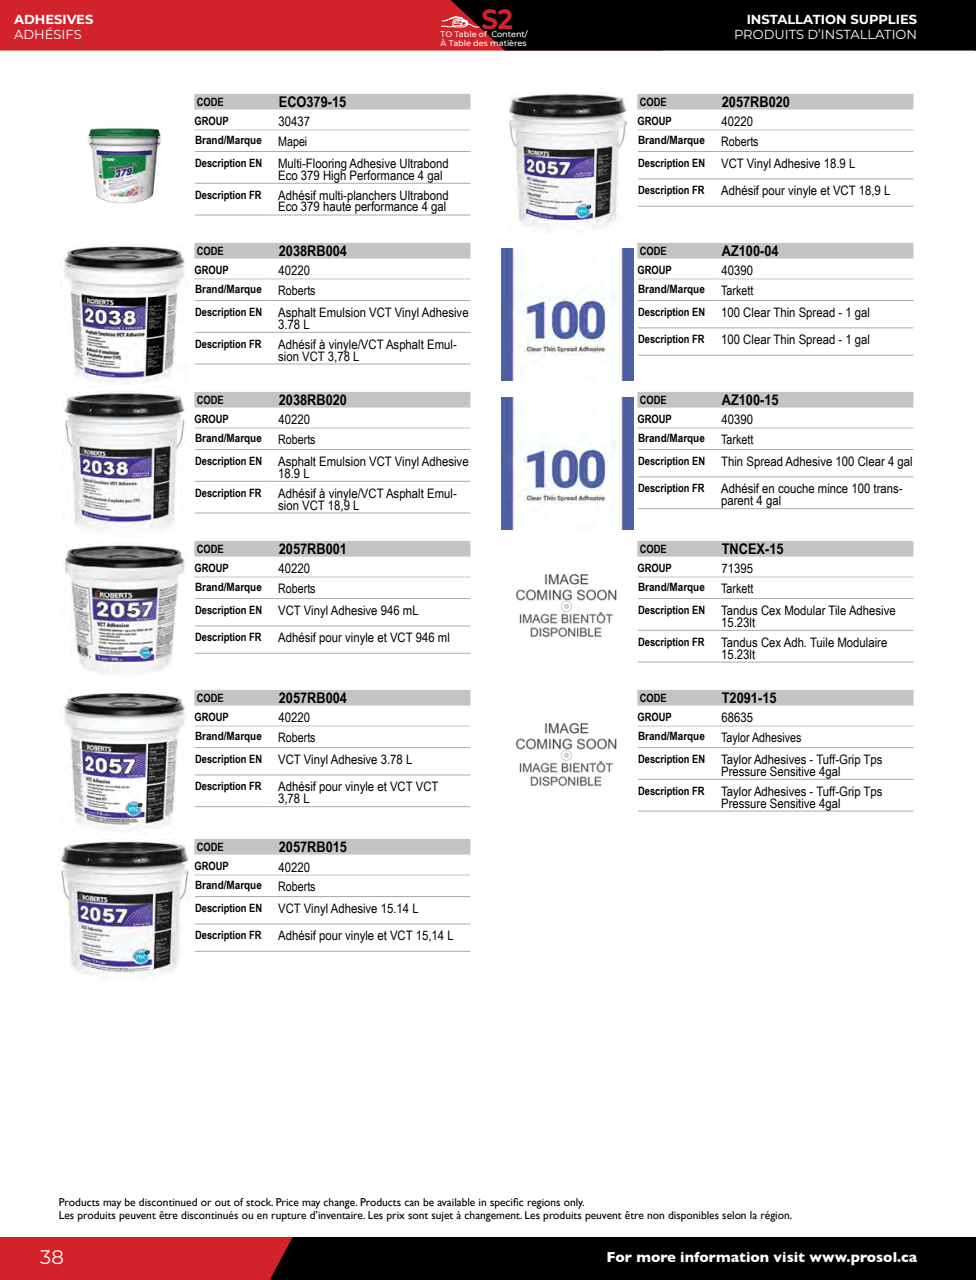 ADHESIVES
ADHÉSIFS
S2
TO Table of Content/
À Table des matières
INSTALLATION SUPPLIES
PRODUITS D'INSTALLATION
CODE ECO379-15
GROUP 30437
Brand/Marque Mapei
Description EN Multi-Flooring Adhesive Ultrabond
Eco 379 High Performance 4 gal
Description FR Adhésif multi-planchers Ultrabond
Eco 379 haute performance 4 gal
379
CODE 2038RB004
GROUP 40220
Brand/Marque Roberts
Description EN Asphalt Emulsion VCT Vinyl Adhesive
3.78 L
Description FR Adhésif à vinyle/VCT Asphalt Emul-
sion VCT 3,78 L
ROBERTS
2038
Asphalt Emulsion VCT Adhesive
CODE 2038RB020
GROUP 40220
Brand/Marque Roberts
Description EN Asphalt Emulsion VCT Vinyl Adhesive
18.9 L
Description FR Adhésif à vinyle/VCT Asphalt Emul-
sion VCT 18,9 L
ROBERTS
2038
CODE 2057RB001
GROUP 40220
Brand/Marque Roberts
Description EN VCT Vinyl Adhesive 946 mL
Description FR Adhésif pour vinyle et VCT 946 ml
ROBERTS
2057
VCT Adhesive
CODE 2057RB004
GROUP 40220
Brand/Marque Roberts
Description EN VCT Vinyl Adhesive 3.78 L
Description FR Adhésif pour vinyle et VCT VCT
3,78 L
ROBERTS
2057
VCT Adhesive
CODE 2057RB015
GROUP 40220
Brand/Marque Roberts
Description EN VCT Vinyl Adhesive 15.14 L
Description FR Adhésif pour vinyle et VCT 15,14 L
ROBERTS
2057
VCT Adhesive
CODE 2057RB020
GROUP 40220
Brand/Marque Roberts
Description EN VCT Vinyl Adhesive 18.9 L
Description FR Adhésif pour vinyle et VCT 18,9 L
ROBERTS
2057
VCT Adhesive
CODE AZ100-04
GROUP 40390
Brand/Marque Tarkett
Description EN 100 Clear Thin Spread - 1 gal
Description FR 100 Clear Thin Spread - 1 gal
100
Clear Thin Spread Adhesive
CODE AZ100-15
GROUP 40390
Brand/Marque Tarkett
Description EN Thin Spread Adhesive 100 Clear 4 gal
Description FR Adhésif en couche mince 100 trans-
parent 4 gal
100
Clear Thin Spread Adhesive
CODE TNCEX-15
GROUP 71395
Brand/Marque Tarkett
Description EN Tandus Cex Modular Tile Adhesive
15.23lt
Description FR Tandus Cex Adh. Tuile Modulaire
15.23lt
IMAGE
COMING SOON
IMAGE BIENTÔT
DISPONIBLE
CODE T2091-15
GROUP 68635
Brand/Marque Taylor Adhesives
Description EN Taylor Adhesives - Tuff-Grip Tps
Pressure Sensitive 4gal
Description FR Taylor Adhesives - Tuff-Grip Tps
Pressure Sensitive 4gal
IMAGE
COMING SOON
IMAGE BIENTÔT
DISPONIBLE
Products may be discontinued or out of stock. Price may change. Products can be available in specific regions only.
Les produits peuvent être discontinués ou en rupture d'inventaire. Les prix sont sujet à changement. Les produits peuvent être non disponibles selon la région.
38
For more information visit www.prosol.ca